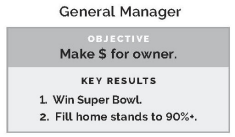 General Manager
OBJECTIVE
Make $ for owner.
KEY RESULTS
1. Win Super Bowl.
2. Fill home stands to 90%+.